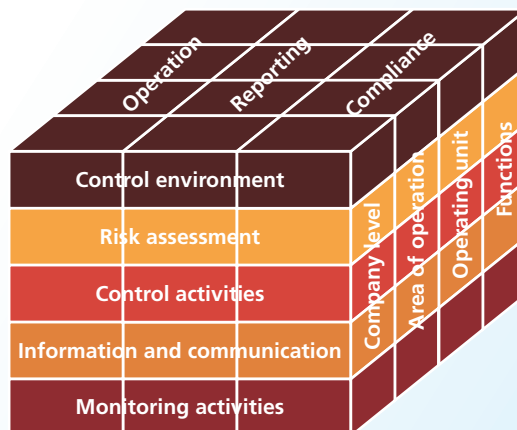 Operation
Reporting
Compliance
Control environment
Risk assessment
Control activities
Information and communication
Monitoring activities
Company level
Area of operation
Operating unit
Functions